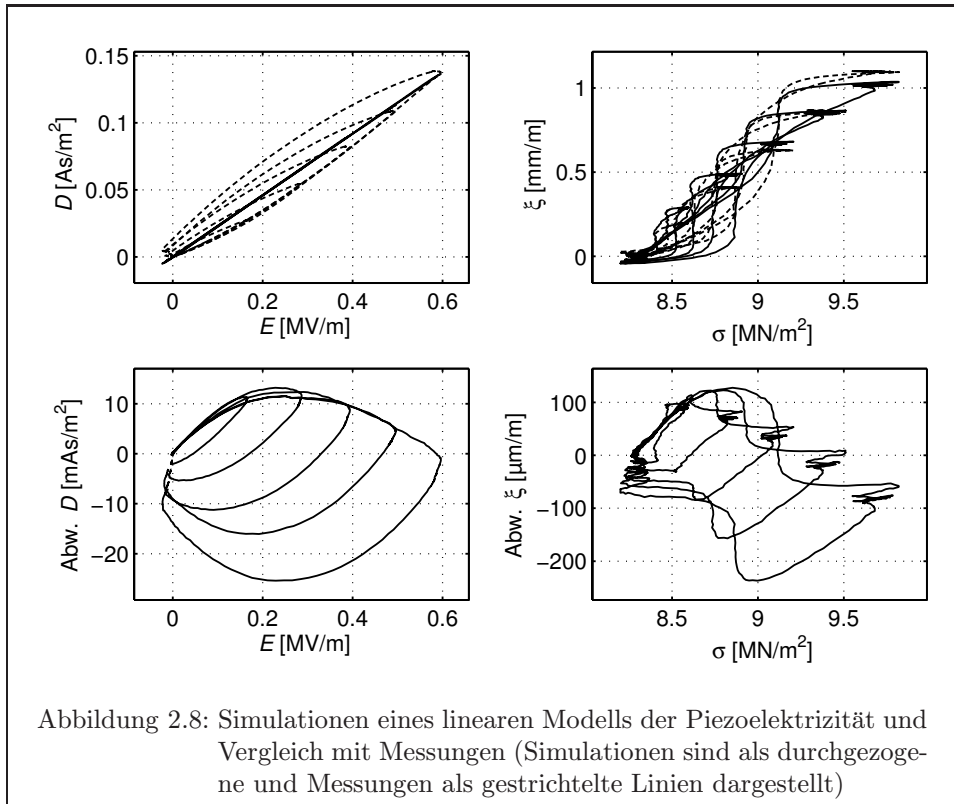 0.15
0.1
0.05
0
D [As/m²]
0 0.2 0.4 0.6
E [MV/m]
1
0.5
0
ξ [mm/m]
8.5 9 9.5
σ [MN/m²]
10
0
−10
−20
Abw. D [mAs/m²]
0 0.2 0.4 0.6
E [MV/m]
100
0
−100
−200
Abw. ξ [μm/m]
8.5 9 9.5
σ [MN/m²]
Abbildung 2.8: Simulationen eines linearen Modells der Piezoelektrizität und
Vergleich mit Messungen (Simulationen sind als durchgezoge-
ne und Messungen als gestrichtelte Linien dargestellt)